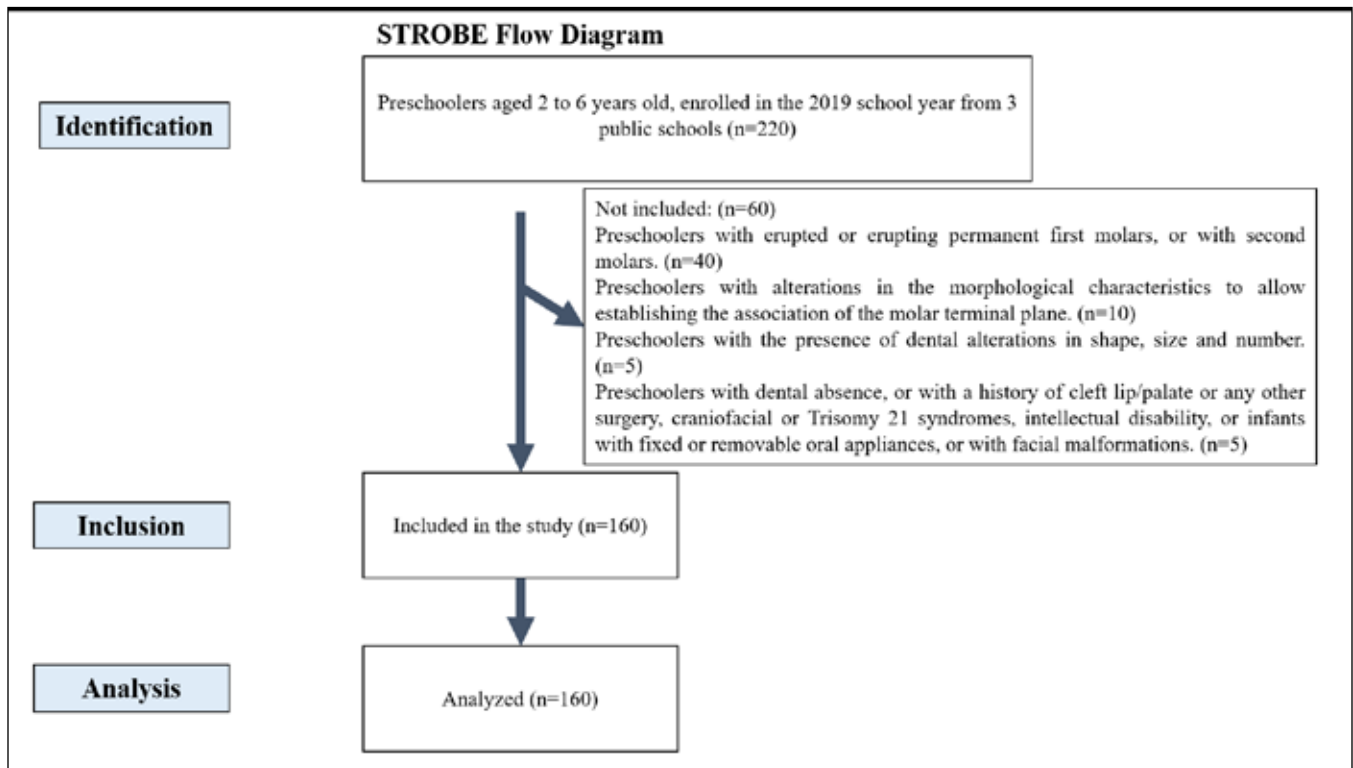 STROBE Flow Diagram
Identification
Preschoolers aged 2 to 6 years old, enrolled in the 2019 school year from 3
public schools (n=220)
Not included: (n=60)
Preschoolers with erupted or erupting permanent first molars, or with second
molars. (n=40)
Preschoolers with alterations in the morphological characteristics to allow
establishing the association of the molar terminal plane. (n=10)
Preschoolers with the presence of dental alterations in shape, size and number.
(n=5)
Preschoolers with dental absence, or with a history of cleft lip/palate or any other
surgery, craniofacial or Trisomy 21 syndromes, intellectual disability, or infants
with fixed or removable oral appliances, or with facial malformations. (n=5)
Inclusion
Included in the study (n=160)
Analysis
Analyzed (n=160)